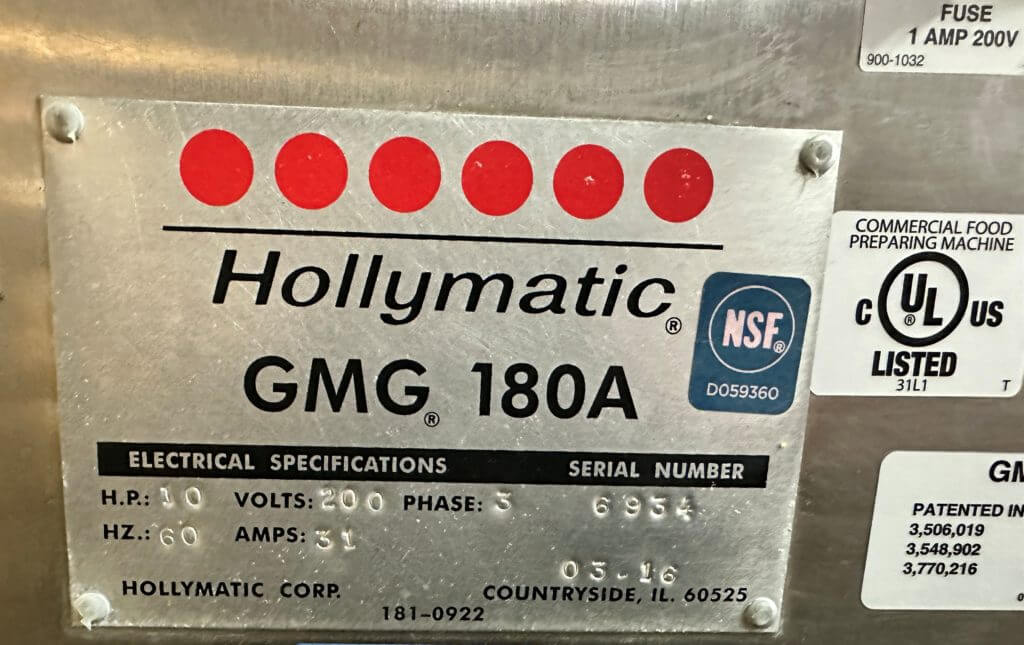 FUSE
1 AMP 200V
900-1032
Hollymatic®
GMG® 180A
NSF®
D059360
COMMERCIAL FOOD
PREPARING MACHINE
C UL® US
LISTED
31L1 T
ELECTRICAL SPECIFICATIONS SERIAL NUMBER
H.P.: 10 VOLTS: 200 PHASE: 3 6934
HZ.: 60 AMPS: 31
03-16
HOLLYMATIC CORP. COUNTRYSIDE, IL. 60525
181-0922
PATENTED IN
3,506,019
3,548,902
3,770,216